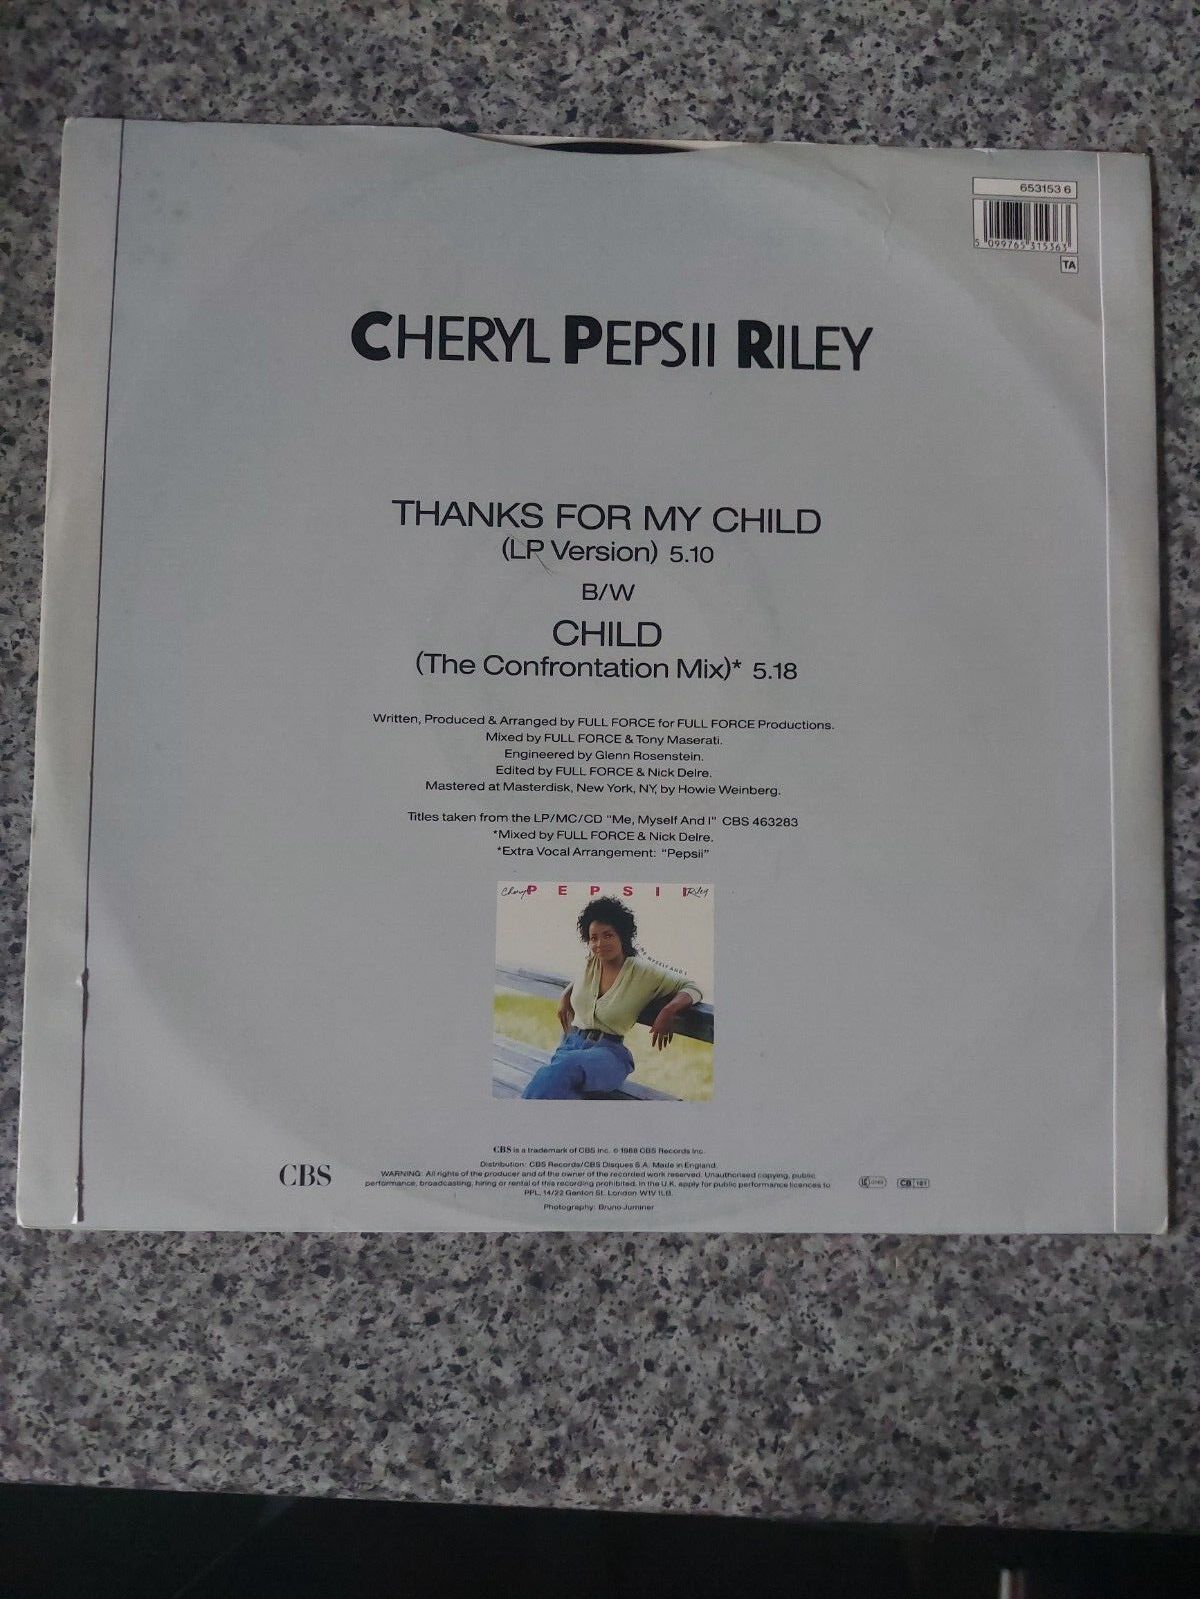 653153 6
5 099765 315363
TA
CHERYL PEPSII RILEY
THANKS FOR MY CHILD
(LP Version) 5.10
B/W
CHILD
(The Confrontation Mix)* 5.18
Written, Produced & Arranged by FULL FORCE for FULL FORCE Productions.
Mixed by FULL FORCE & Tony Maserati.
Engineered by Glenn Rosenstein.
Edited by FULL FORCE & Nick Delre.
Mastered at Masterdisk, New York, NY, by Howie Weinberg.
Titles taken from the LP/MC/CD “Me, Myself And I” CBS 463283
*Mixed by FULL FORCE & Nick Delre.
*Extra Vocal Arrangement: “Pepsii”
Cheryl PEPSII Riley
ME MYSELF AND I
CBS is a trademark of CBS Inc. © 1988 CBS Records Inc.
Distribution: CBS Records/CBS Disques S.A. Made in England.
CBS
WARNING: All rights of the producer and of the owner of the recorded work reserved. Unauthorised copying, public
performance, broadcasting, hiring or rental of this recording prohibited. In the U.K. apply for public performance licences to
PPL, 14/22 Ganton St. London W1V 1LB.
Photography: Bruno Juminer